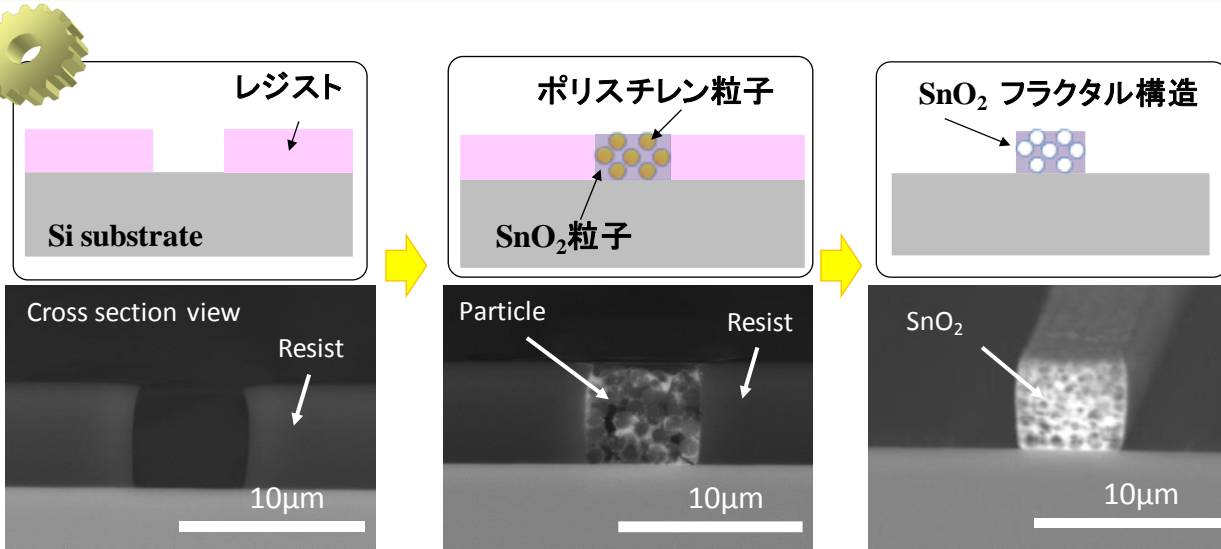 レジスト
Si substrate
ポリスチレン粒子
SnO₂粒子
SnO₂ フラクタル構造
Cross section view
Resist
10μm
Particle
Resist
10μm
SnO₂
10μm